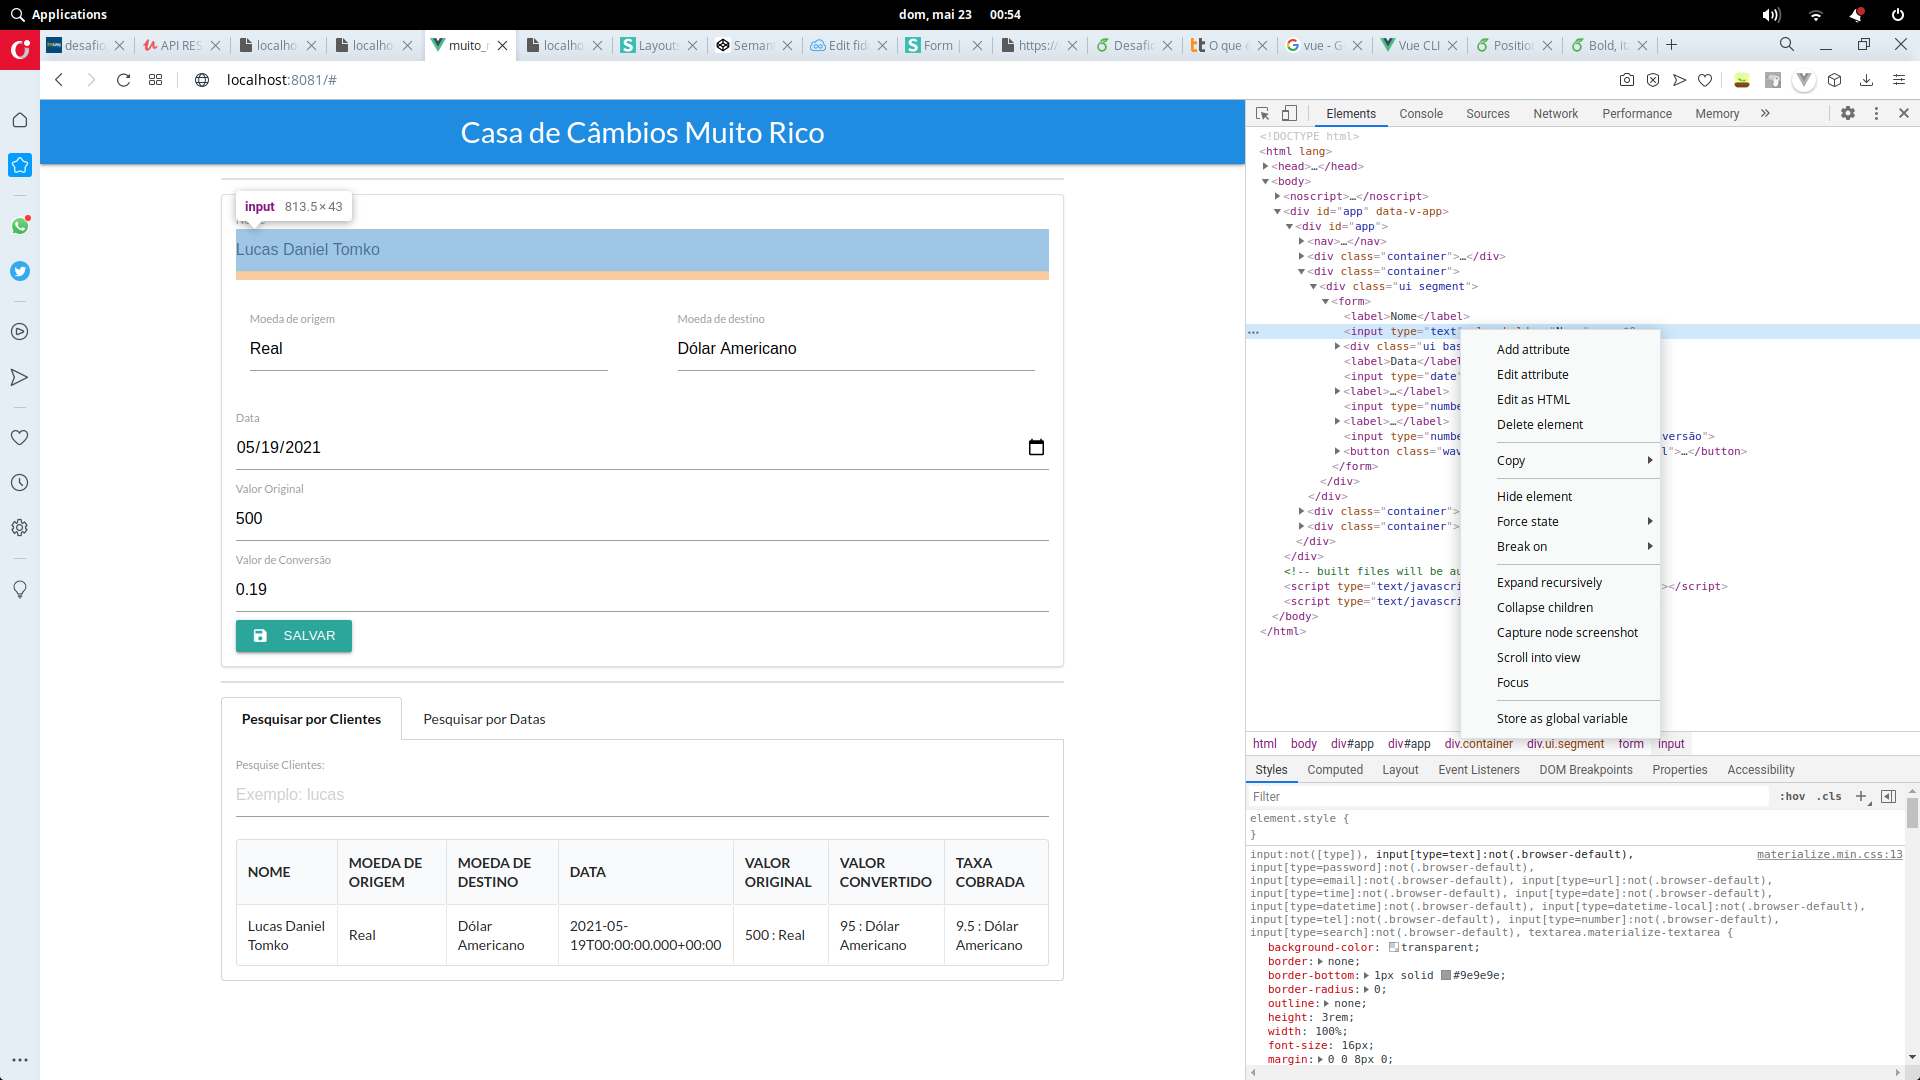 Applications
dom, mai 23 00:54
desafio API RES localho localho muito_r localho Layouts Seman Edit fid Form | https:// Desafic O que vue - G Vue CLI Position Bold, it
localhost:8081/#
Casa de Câmbios Muito Rico
input 813.5×43
Lucas Daniel Tomko
Moeda de origem Moeda de destino
Real Dólar Americano
Data
05/19/2021
Valor Original
500
Valor de Conversão
0.19
SALVAR
Pesquisar por Clientes Pesquisar por Datas
Pesquise Clientes:
Exemplo: lucas
NOME MOEDA DE ORIGEM MOEDA DE DESTINO DATA VALOR ORIGINAL VALOR CONVERTIDO TAXA COBRADA
Lucas Daniel Tomko Real Dólar Americano 2021-05-19T00:00:00.000+00:00 500 : Real 95 : Dólar Americano 9.5 : Dólar Americano
Elements Console Sources Network Performance Memory »
<!DOCTYPE html>
<html lang>
<head>…</head>
<body>
<noscript>…</noscript>
<div id="app" data-v-app>
<div id="app">
<nav>…</nav>
<div class="container">…</div>
<div class="container">
<div class="ui segment">
<form>
<label>Nome</label>
<input type="text"
<div class="ui bas
<label>Data</label
<input type="date"
<label>…</label>
<input type="numbe
<label>…</label>
<input type="numbe versão">
<button class="wav l">…</button>
</form>
</div>
</div>
<div class="container">
<div class="container">
</div>
</div>
<!-- built files will be au
<script type="text/javascri ></script>
<script type="text/javascri
</body>
</html>
Add attribute
Edit attribute
Edit as HTML
Delete element
Copy
Hide element
Force state
Break on
Expand recursively
Collapse children
Capture node screenshot
Scroll into view
Focus
Store as global variable
html body div#app div#app div.container div.ui.segment form input
Styles Computed Layout Event Listeners DOM Breakpoints Properties Accessibility
Filter :hov .cls +
element.style {
}
input:not([type]), input[type=text]:not(.browser-default), materialize.min.css:13
input[type=password]:not(.browser-default),
input[type=email]:not(.browser-default), input[type=url]:not(.browser-default),
input[type=time]:not(.browser-default), input[type=date]:not(.browser-default),
input[type=datetime]:not(.browser-default), input[type=datetime-local]:not(.browser-default),
input[type=tel]:not(.browser-default), input[type=number]:not(.browser-default),
input[type=search]:not(.browser-default), textarea.materialize-textarea {
background-color: transparent;
border: none;
border-bottom: 1px solid #9e9e9e;
border-radius: 0;
outline: none;
height: 3rem;
width: 100%;
font-size: 16px;
margin: 0 0 8px 0;